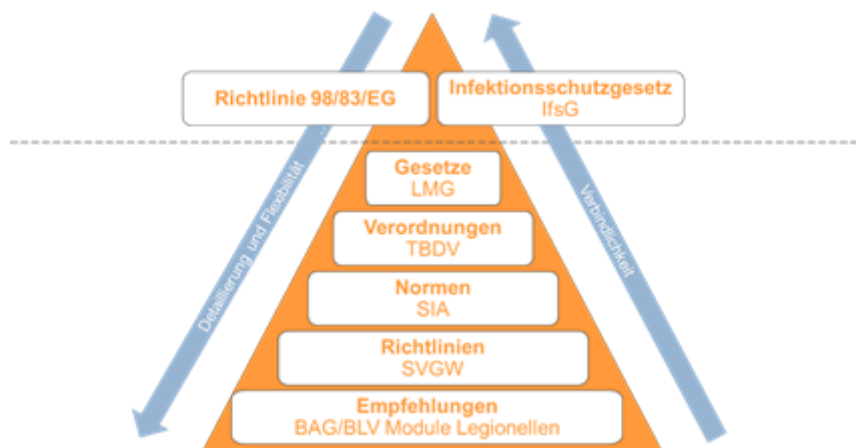 Richtlinie 98/83/EG
Infektionsschutzgesetz
IfsG
Gesetze
LMG
Verordnungen
TBDV
Normen
SIA
Richtlinien
SVGW
Empfehlungen
BAG/BLV Module Legionellen
Detaillierung und Flexibilität
Verbindlichkeit